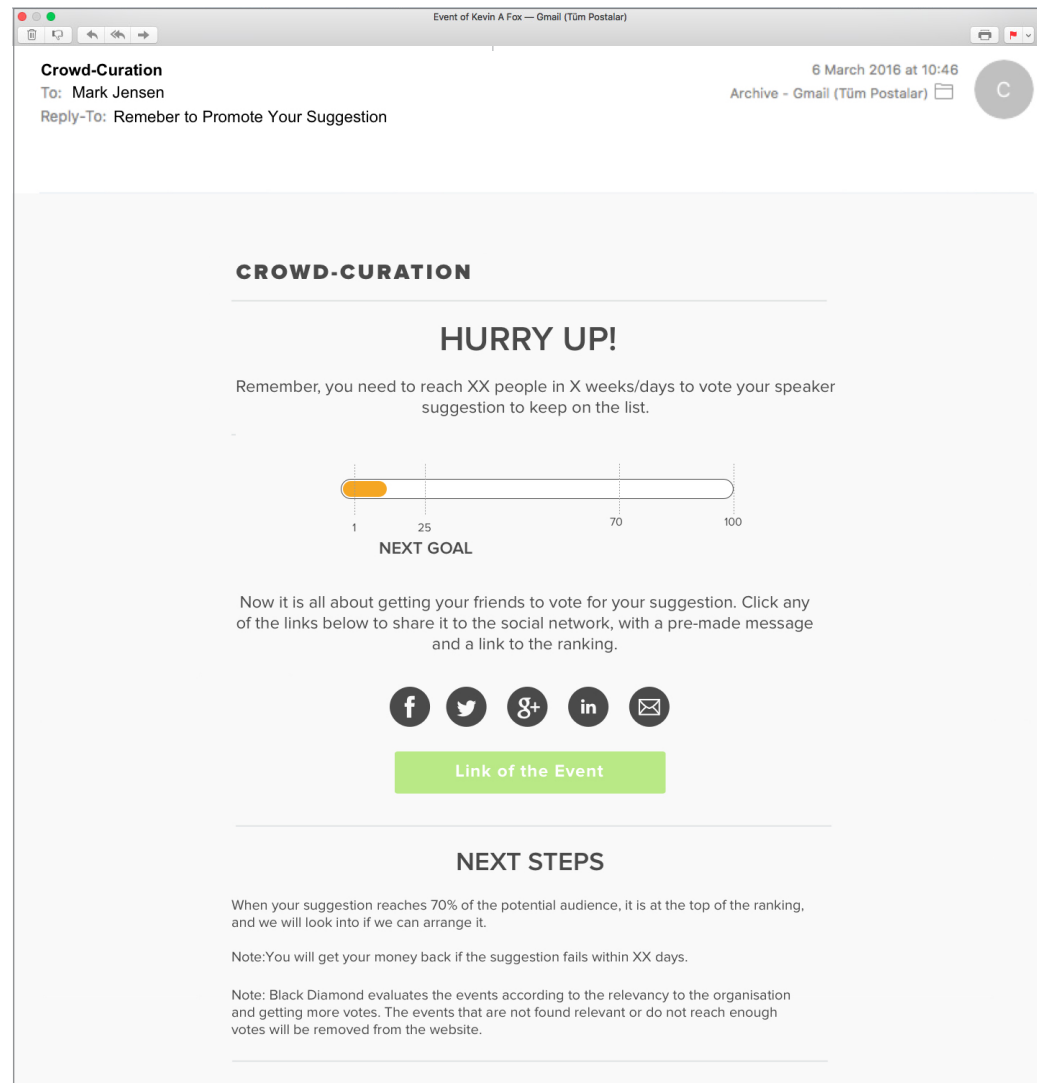 Event of Kevin A Fox — Gmail (Tüm Postalar)
Crowd-Curation
6 March 2016 at 10:46
To: Mark Jensen
Archive - Gmail (Tüm Postalar)
C
Reply-To: Remeber to Promote Your Suggestion
CROWD-CURATION
HURRY UP!
Remember, you need to reach XX people in X weeks/days to vote your speaker
suggestion to keep on the list.
1 25 70 100
NEXT GOAL
Now it is all about getting your friends to vote for your suggestion. Click any
of the links below to share it to the social network, with a pre-made message
and a link to the ranking.
f g+ in
Link of the Event
NEXT STEPS
When your suggestion reaches 70% of the potential audience, it is at the top of the ranking,
and we will look into if we can arrange it.
Note:You will get your money back if the suggestion fails within XX days.
Note: Black Diamond evaluates the events according to the relevancy to the organisation
and getting more votes. The events that are not found relevant or do not reach enough
votes will be removed from the website.